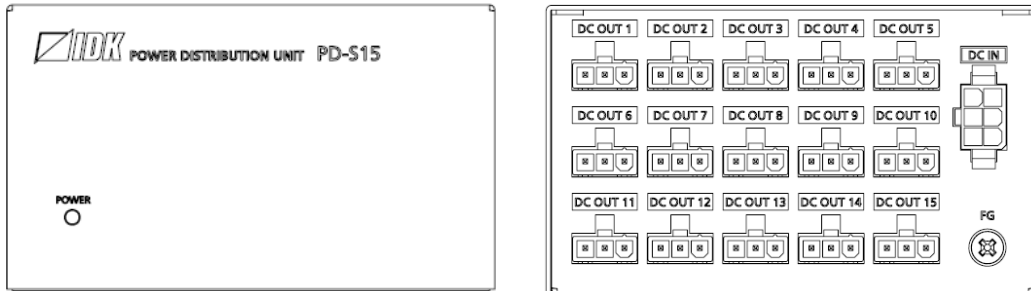 IDK POWER DISTRIBUTION UNIT PD-S15
POWER
DC OUT 1 DC OUT 2 DC OUT 3 DC OUT 4 DC OUT 5
DC IN
DC OUT 6 DC OUT 7 DC OUT 8 DC OUT 9 DC OUT 10
DC OUT 11 DC OUT 12 DC OUT 13 DC OUT 14 DC OUT 15
FG